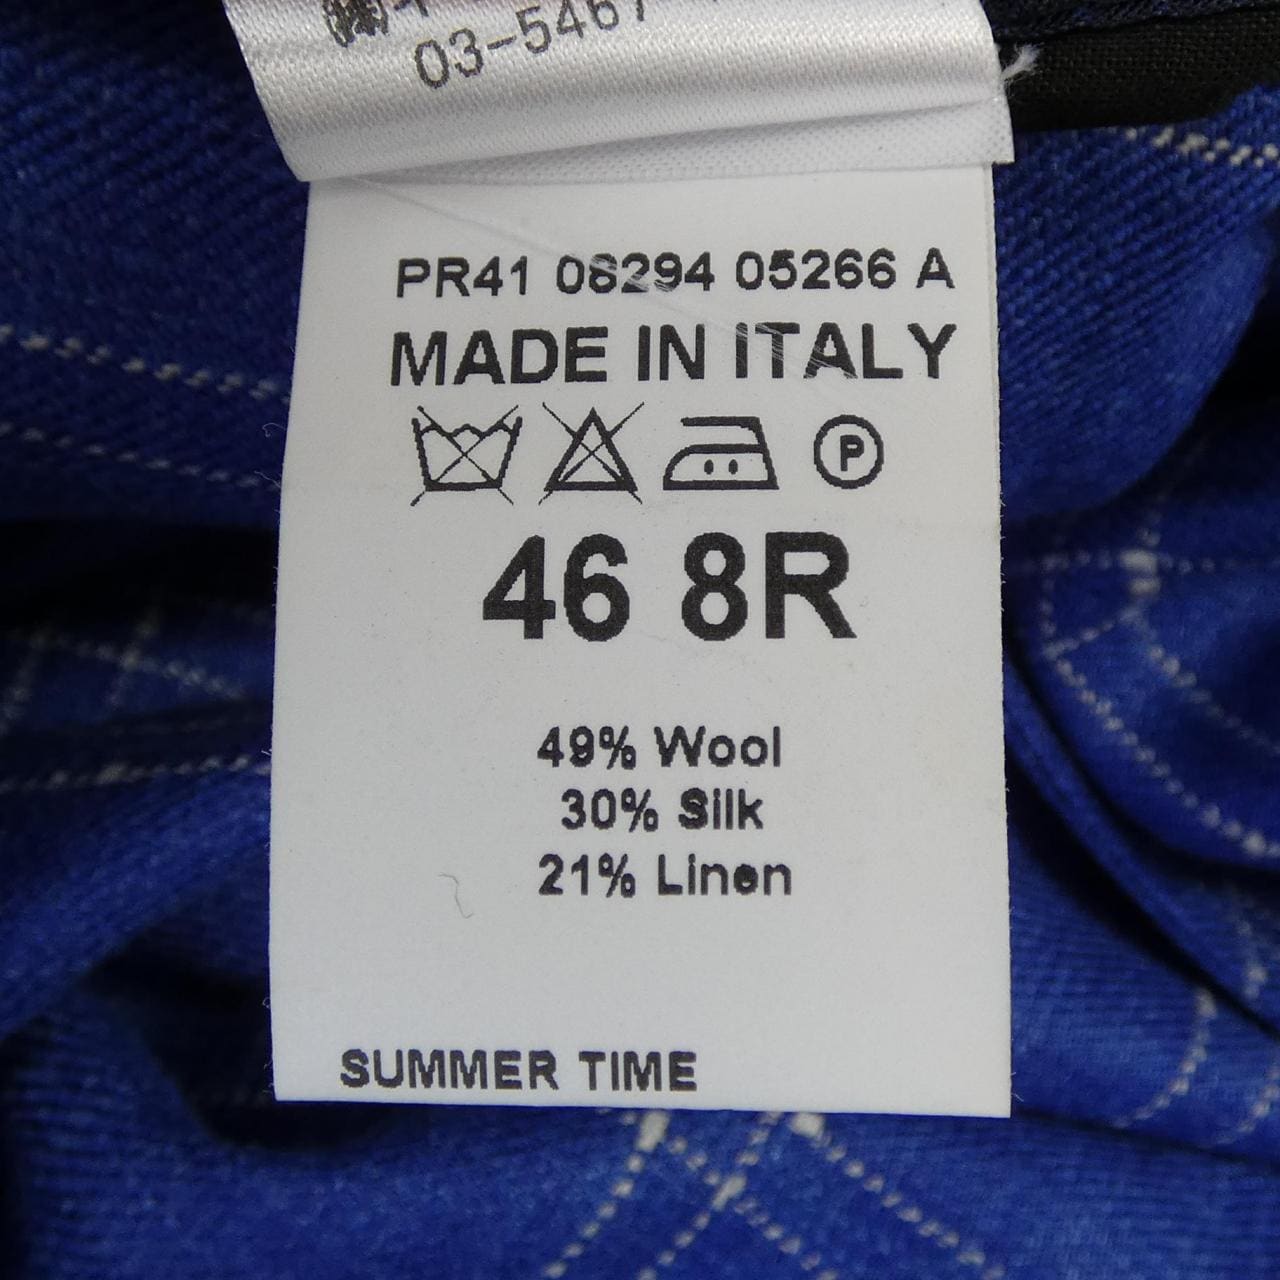 03-5467
PR41 08294 05266 A
MADE IN ITALY
P
46 8R
49% Wool
30% Silk
21% Linen
SUMMER TIME